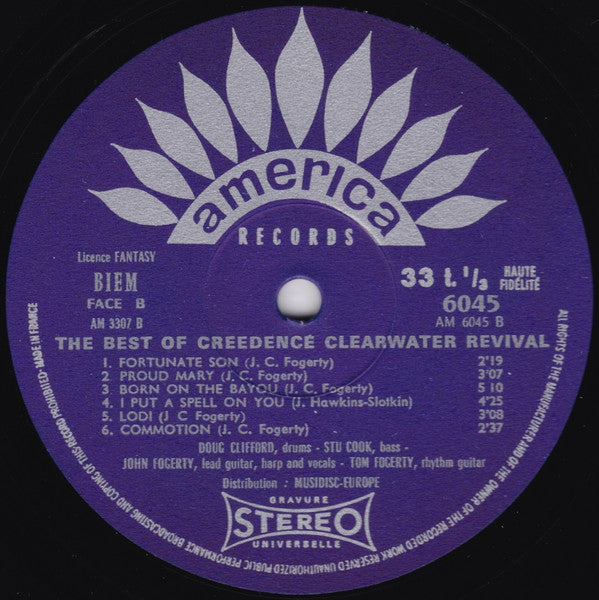 america
RECORDS
Licence FANTASY
BIEM
FACE B
AM 3307 B
33 t. 1/3 HAUTE FIDÉLITÉ
6045
AM 6045 B
THE BEST OF CREEDENCE CLEARWATER REVIVAL
1. FORTUNATE SON (J. C. Fogerty) 2'19
2. PROUD MARY (J. C. Fogerty) 3'07
3. BORN ON THE BAYOU (J. C. Fogerty) 5 10
4. I PUT A SPELL ON YOU (J. Hawkins-Slotkin) 4'25
5. LODI (J C Fogerty) 3'08
6. COMMOTION (J. C. Fogerty) 2'37
DOUG CLIFFORD, drums - STU COOK, bass -
JOHN FOGERTY, lead guitar, harp and vocals - TOM FOGERTY, rhythm guitar
Distribution : MUSIDISC-EUROPE
GRAVURE
STEREO
UNIVERSELLE
ALL RIGHTS OF THE MANUFACTURER AND OF THE OWNER OF THE RECORDED WORK RESERVED UNAUTHORIZED PUBLIC PERFORMANCE BROADCASTING AND COPYING OF THIS RECORD PROHIBITED. MADE IN FRANCE